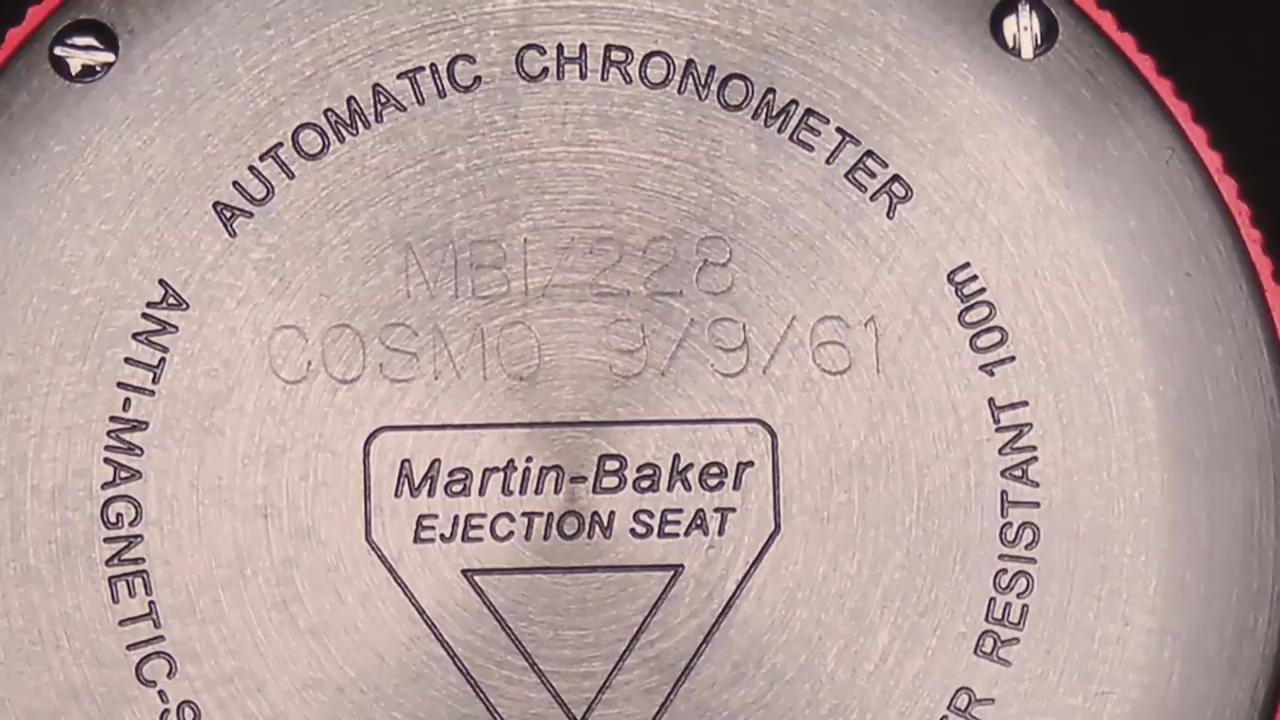 AUTOMATIC CHRONOMETER
MBI/228
COSMO 9/9/61
Martin-Baker
EJECTION SEAT
ANTI-MAGNETIC-
RESISTANT 100m